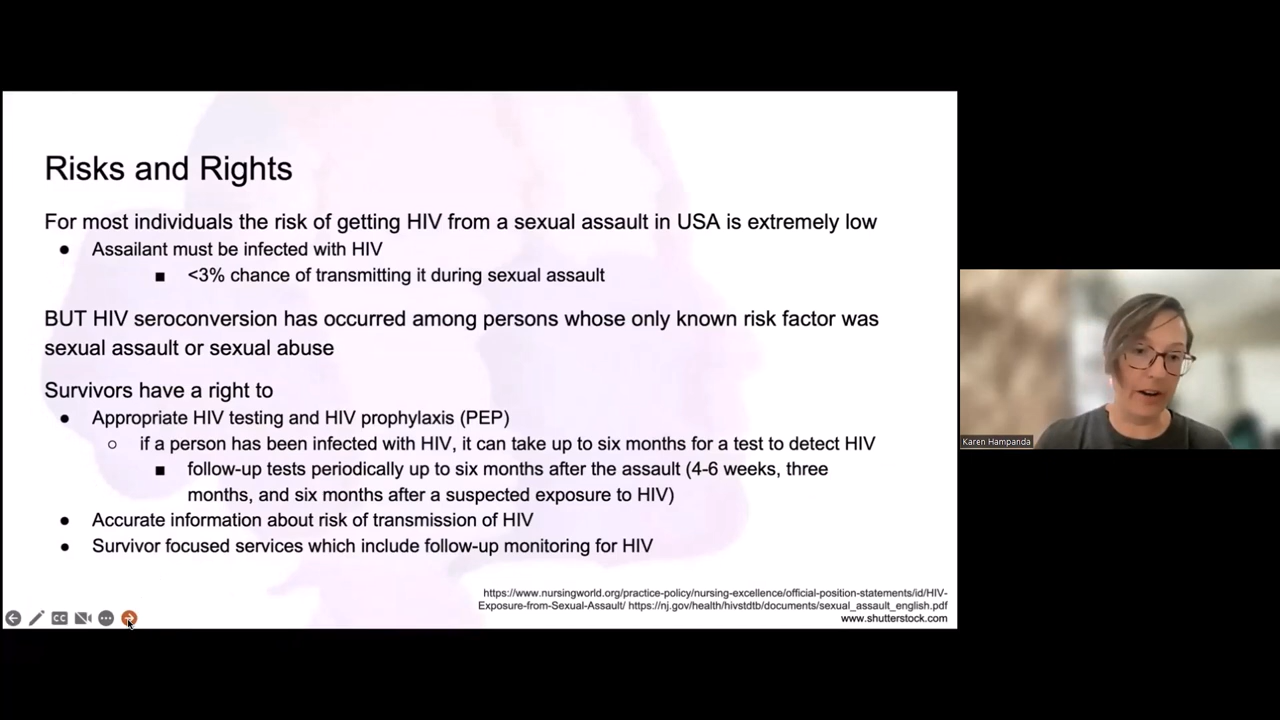 Risks and Rights
For most individuals the risk of getting HIV from a sexual assault in USA is extremely low
● Assailant must be infected with HIV
■ <3% chance of transmitting it during sexual assault
BUT HIV seroconversion has occurred among persons whose only known risk factor was
sexual assault or sexual abuse
Survivors have a right to
● Appropriate HIV testing and HIV prophylaxis (PEP)
○ if a person has been infected with HIV, it can take up to six months for a test to detect HIV
■ follow-up tests periodically up to six months after the assault (4-6 weeks, three
months, and six months after a suspected exposure to HIV)
● Accurate information about risk of transmission of HIV
● Survivor focused services which include follow-up monitoring for HIV
https://www.nursingworld.org/practice-policy/nursing-excellence/official-position-statements/id/HIV-
Exposure-from-Sexual-Assault/ https://nj.gov/health/hivstdtb/documents/sexual_assault_english.pdf
www.shutterstock.com
CC
Karen Hampanda